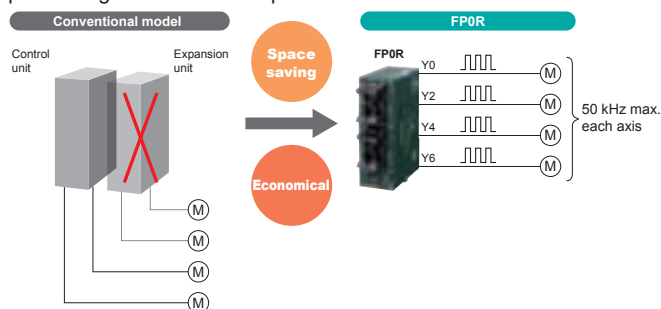 Conventional model
FP0R
Control
unit
Expansion
unit
Space
saving
Economical
FP0R
Y0
M
Y2
M
Y4
M
Y6
M
50 kHz max.
each axis
M
M
M
M